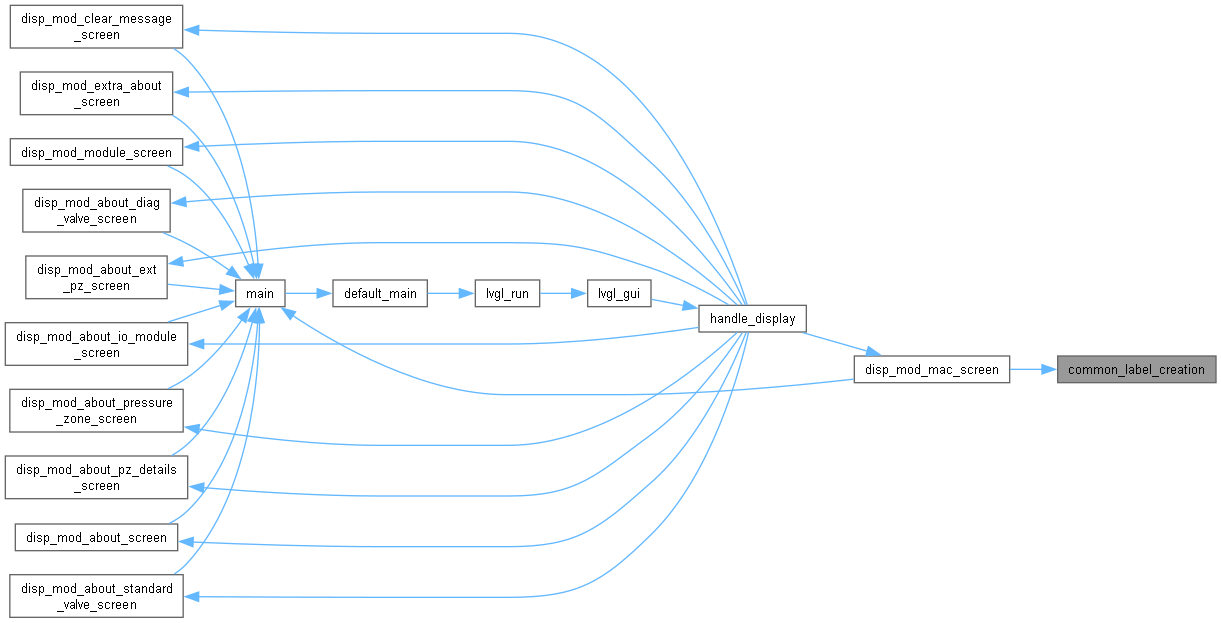 disp_mod_clear_message
_screen
disp_mod_extra_about
_screen
disp_mod_module_screen
disp_mod_about_diag
_valve_screen
disp_mod_about_ext
_pz_screen
disp_mod_about_io_module
_screen
disp_mod_about_pressure
_zone_screen
disp_mod_about_pz_details
_screen
disp_mod_about_screen
disp_mod_about_standard
_valve_screen
main
default_main
lvgl_run
lvgl_gui
handle_display
disp_mod_mac_screen
common_label_creation